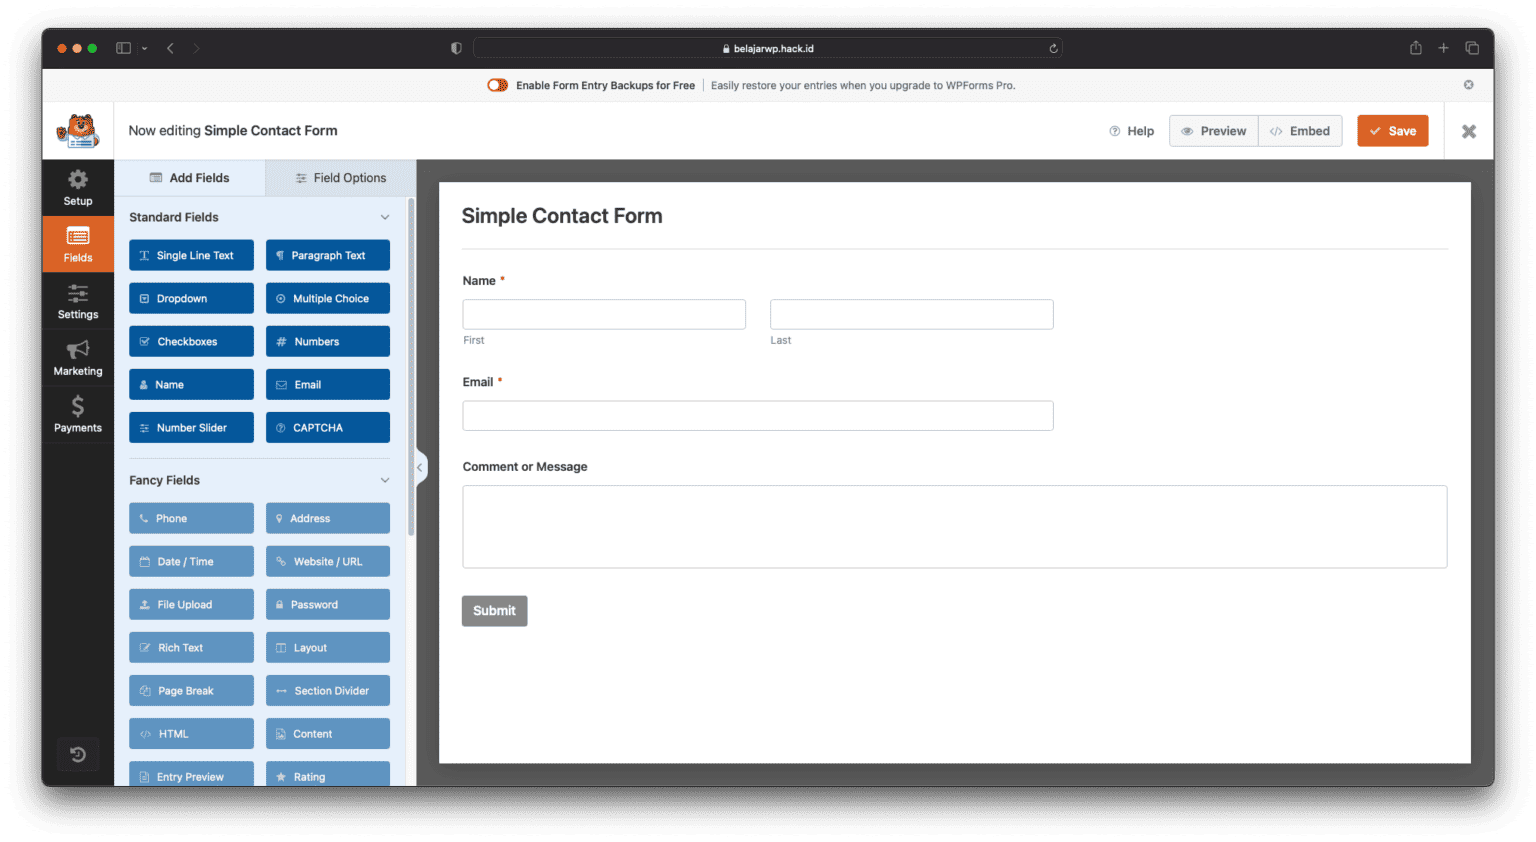 belajarwp.hack.id
Enable Form Entry Backups for Free | Easily restore your entries when you upgrade to WPForms Pro.
Now editing Simple Contact Form
Help
Preview
Embed
Save
Setup
Fields
Settings
Marketing
Payments
Add Fields
Field Options
Standard Fields
Single Line Text
Paragraph Text
Dropdown
Multiple Choice
Checkboxes
Numbers
Name
Email
Number Slider
CAPTCHA
Fancy Fields
Phone
Address
Date / Time
Website / URL
File Upload
Password
Rich Text
Layout
Page Break
Section Divider
HTML
Content
Entry Preview
Rating
Simple Contact Form
Name *
First
Last
Email *
Comment or Message
Submit